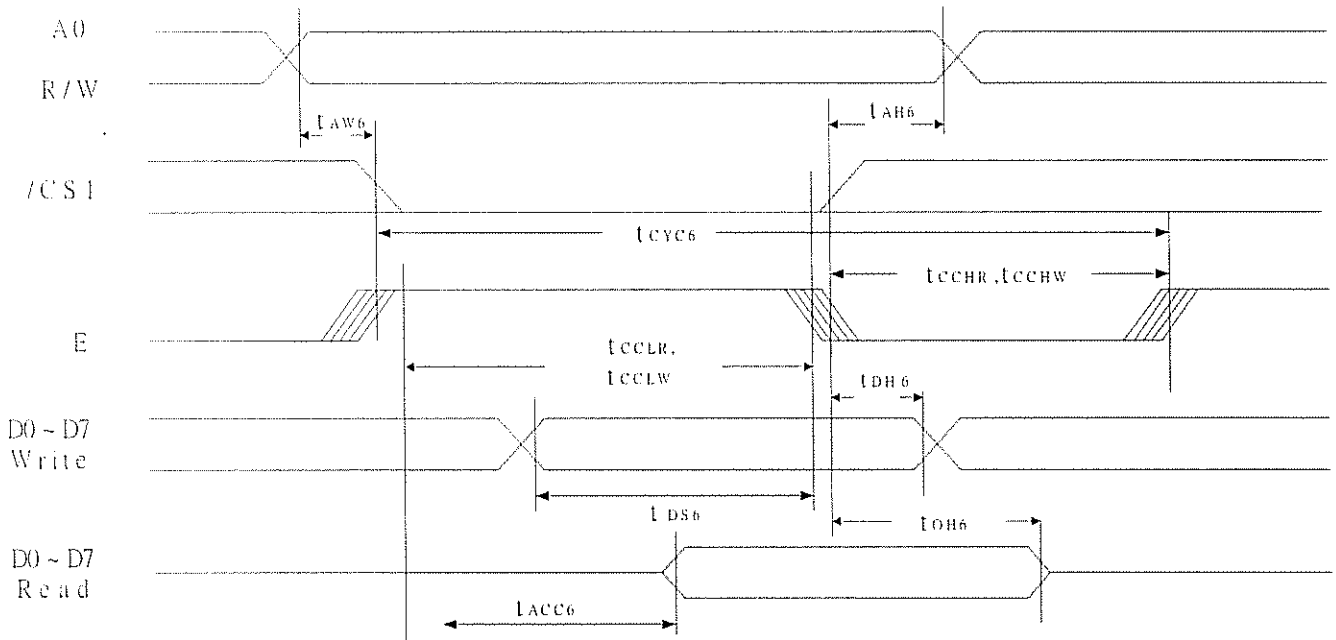 A0
R/W
tAW6
tAH6
/CS1
tCYC6
tCCHR,tCCHW
E
tCCLR,
tCCLW
tDH6
D0~D7
Write
tDS6
tOH6
D0~D7
Read
tACC6